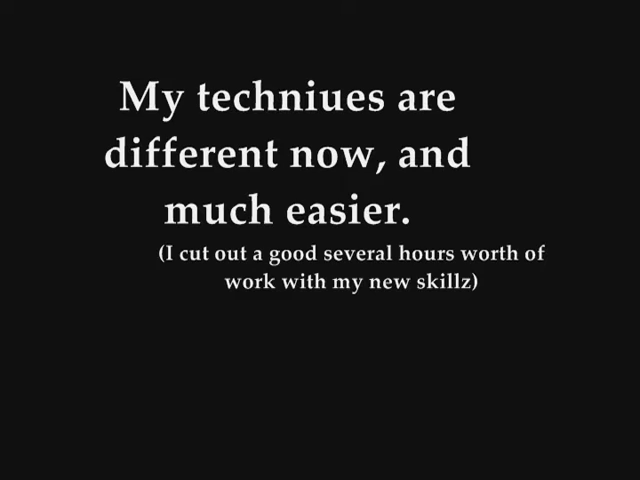 My techniues are
different now, and
much easier.
(I cut out a good several hours worth of
work with my new skillz)